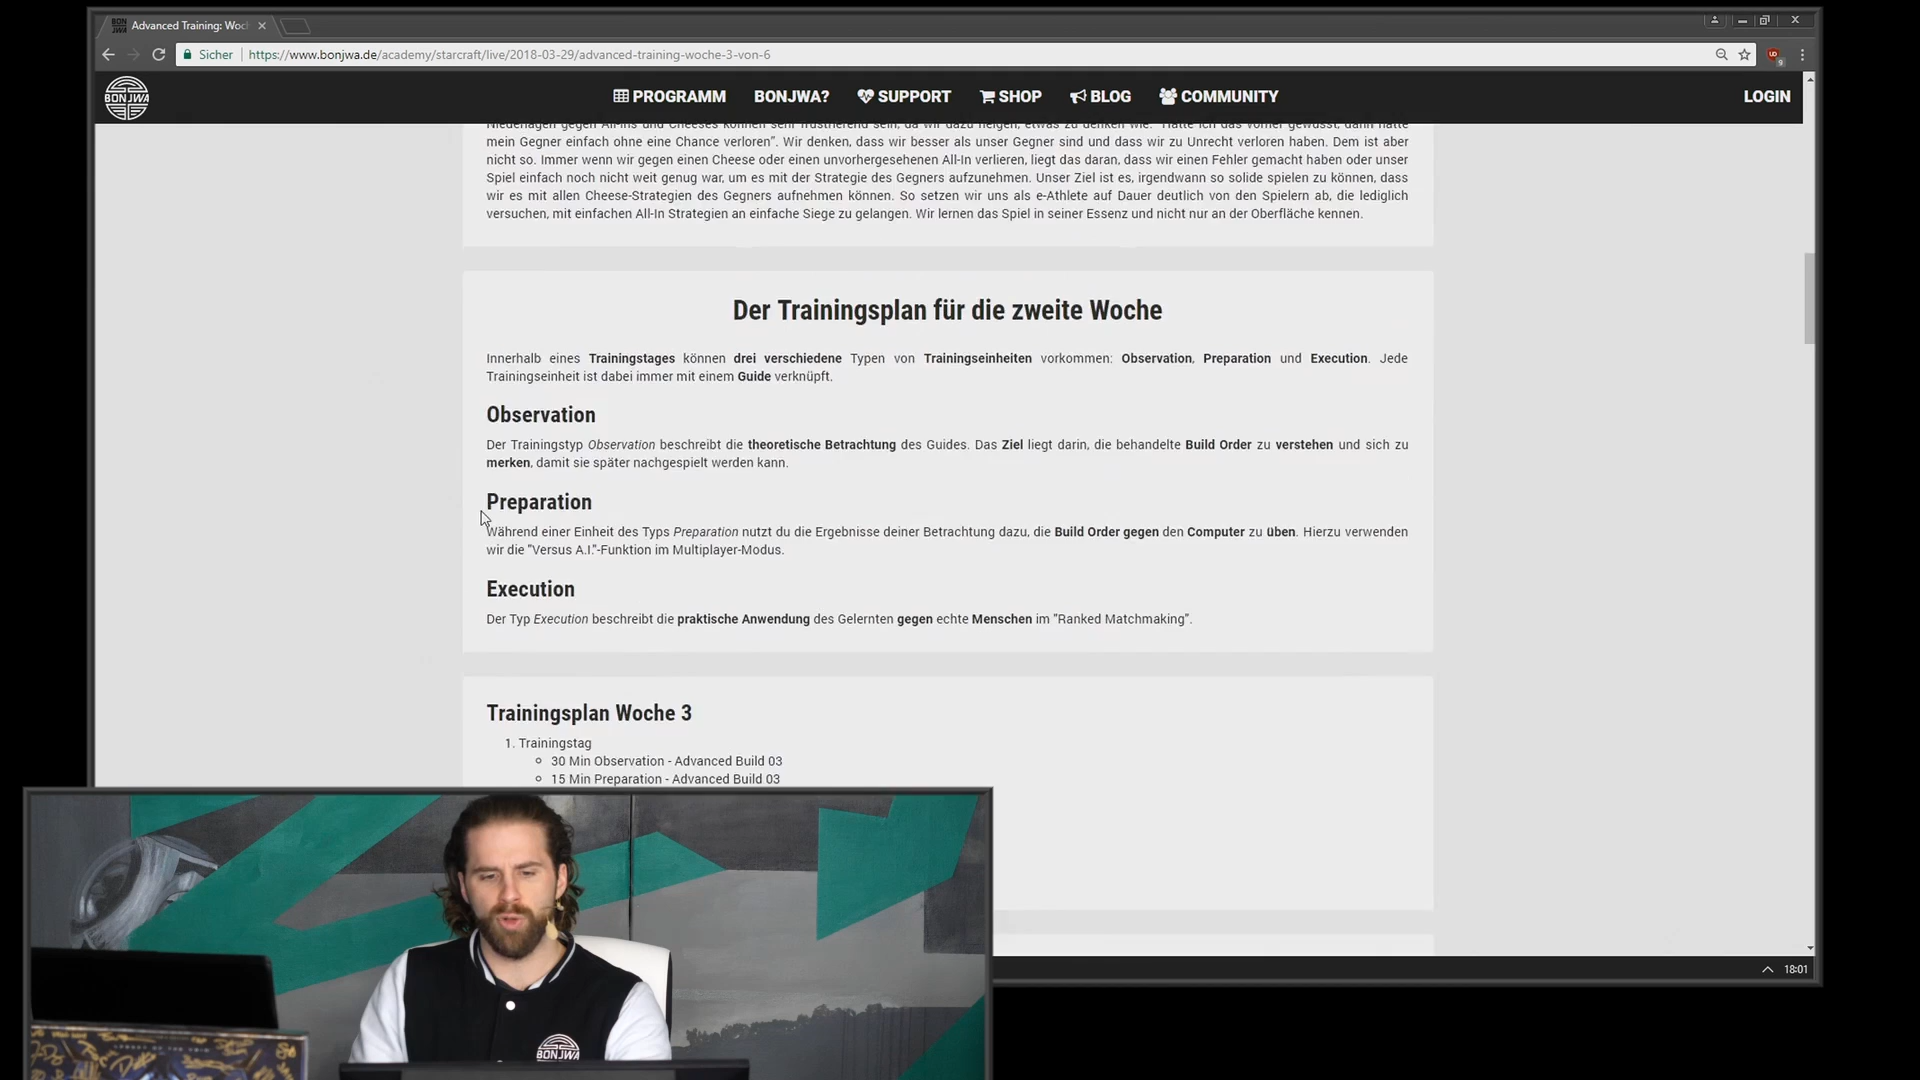 Advanced Training: Woc
Sicher
https://www.bonjwa.de/academy/starcraft/live/2018-03-29/advanced-training-woche-3-von-6
9
BONJWA
PROGRAMM
BONJWA?
SUPPORT
SHOP
BLOG
COMMUNITY
LOGIN
Niederlagen gegen All-Ins und Cheeses können sehr frustrierend sein, da wir dazu neigen, etwas zu denken wie: "Hätte ich das vorher gewusst, dann hätte
mein Gegner einfach ohne eine Chance verloren". Wir denken, dass wir besser als unser Gegner sind und dass wir zu Unrecht verloren haben. Dem ist aber
nicht so. Immer wenn wir gegen einen Cheese oder einen unvorhergesehenen All-In verlieren, liegt das daran, dass wir einen Fehler gemacht haben oder unser
Spiel einfach noch nicht weit genug war, um es mit der Strategie des Gegners aufzunehmen. Unser Ziel ist es, irgendwann so solide spielen zu können, dass
wir es mit allen Cheese-Strategien des Gegners aufnehmen können. So setzen wir uns als e-Athlete auf Dauer deutlich von den Spielern ab, die lediglich
versuchen, mit einfachen All-In Strategien an einfache Siege zu gelangen. Wir lernen das Spiel in seiner Essenz und nicht nur an der Oberfläche kennen.
Der Trainingsplan für die zweite Woche
Innerhalb eines Trainingstages können drei verschiedene Typen von Trainingseinheiten vorkommen: Observation, Preparation und Execution. Jede
Trainingseinheit ist dabei immer mit einem Guide verknüpft.
Observation
Der Trainingstyp Observation beschreibt die theoretische Betrachtung des Guides. Das Ziel liegt darin, die behandelte Build Order zu verstehen und sich zu
merken, damit sie später nachgespielt werden kann.
Preparation
Während einer Einheit des Typs Preparation nutzt du die Ergebnisse deiner Betrachtung dazu, die Build Order gegen den Computer zu üben. Hierzu verwenden
wir die "Versus A.I."-Funktion im Multiplayer-Modus.
Execution
Der Typ Execution beschreibt die praktische Anwendung des Gelernten gegen echte Menschen im "Ranked Matchmaking".
Trainingsplan Woche 3
1. Trainingstag
30 Min Observation - Advanced Build 03
15 Min Preparation - Advanced Build 03
18:01
BONJWA